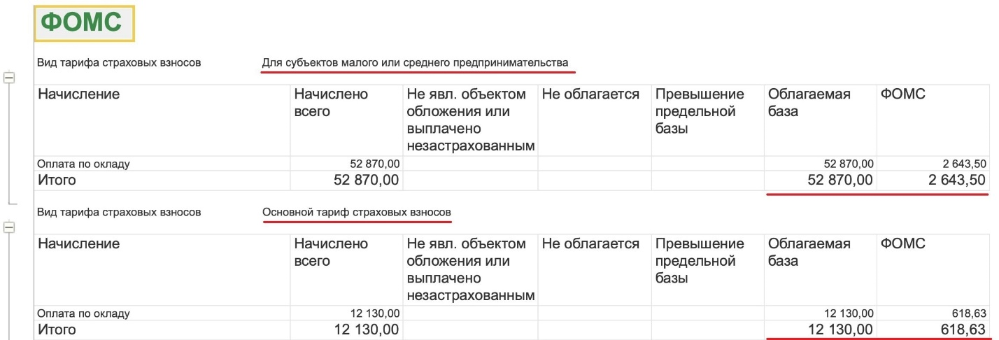 ФОМС
Вид тарифа страховых взносов Для субъектов малого или среднего предпринимательства
Начисление Начислено всего Не явл. объектом обложения или выплачено незастрахованным Не облагается Превышение предельной базы Облагаемая база ФОМС
Оплата по окладу 52 870,00 52 870,00 2 643,50
Итого 52 870,00 52 870,00 2 643,50
Вид тарифа страховых взносов Основной тариф страховых взносов
Начисление Начислено всего Не явл. объектом обложения или выплачено незастрахованным Не облагается Превышение предельной базы Облагаемая база ФОМС
Оплата по окладу 12 130,00 12 130,00 618,63
Итого 12 130,00 12 130,00 618,63